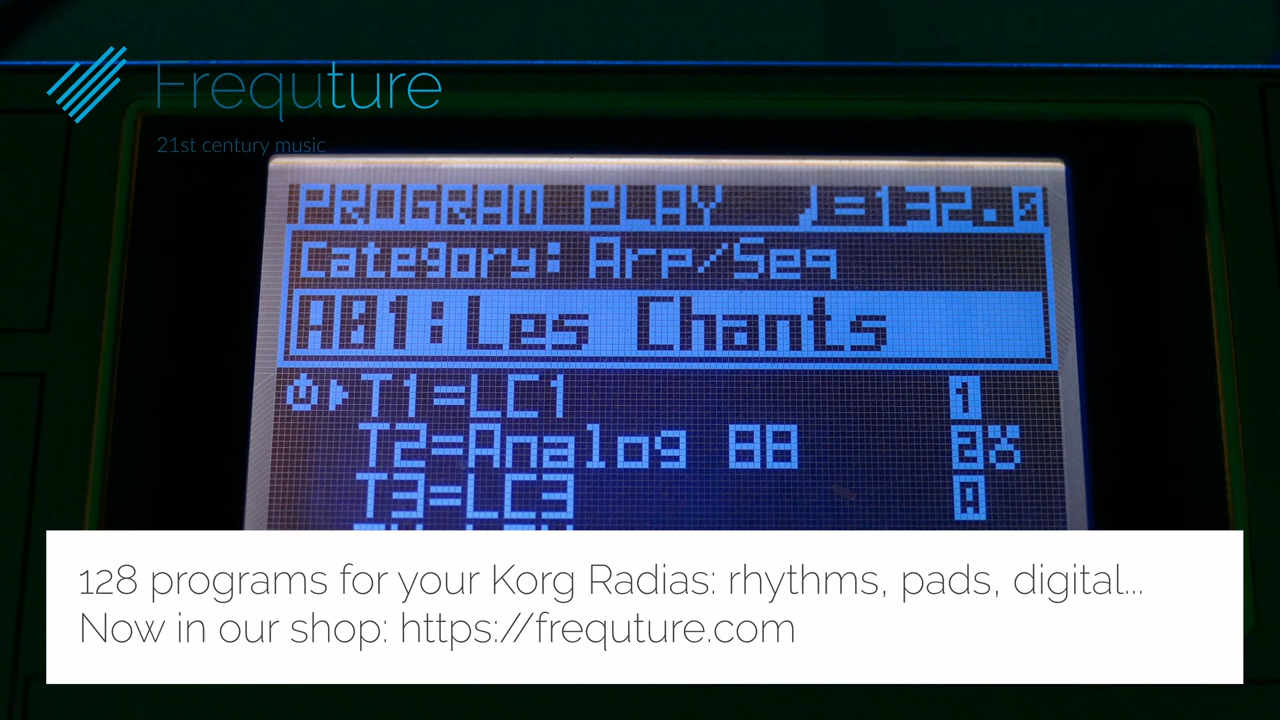 Frequture
21st century music
PROGRAM PLAY ♩=132.0
Category: Arp/Seq
A01:Les Chants
T1=LC1 1
T2=Analog 88 2
T3=LC3 A
128 programs for your Korg Radias: rhythms, pads, digital...
Now in our shop: https://frequture.com